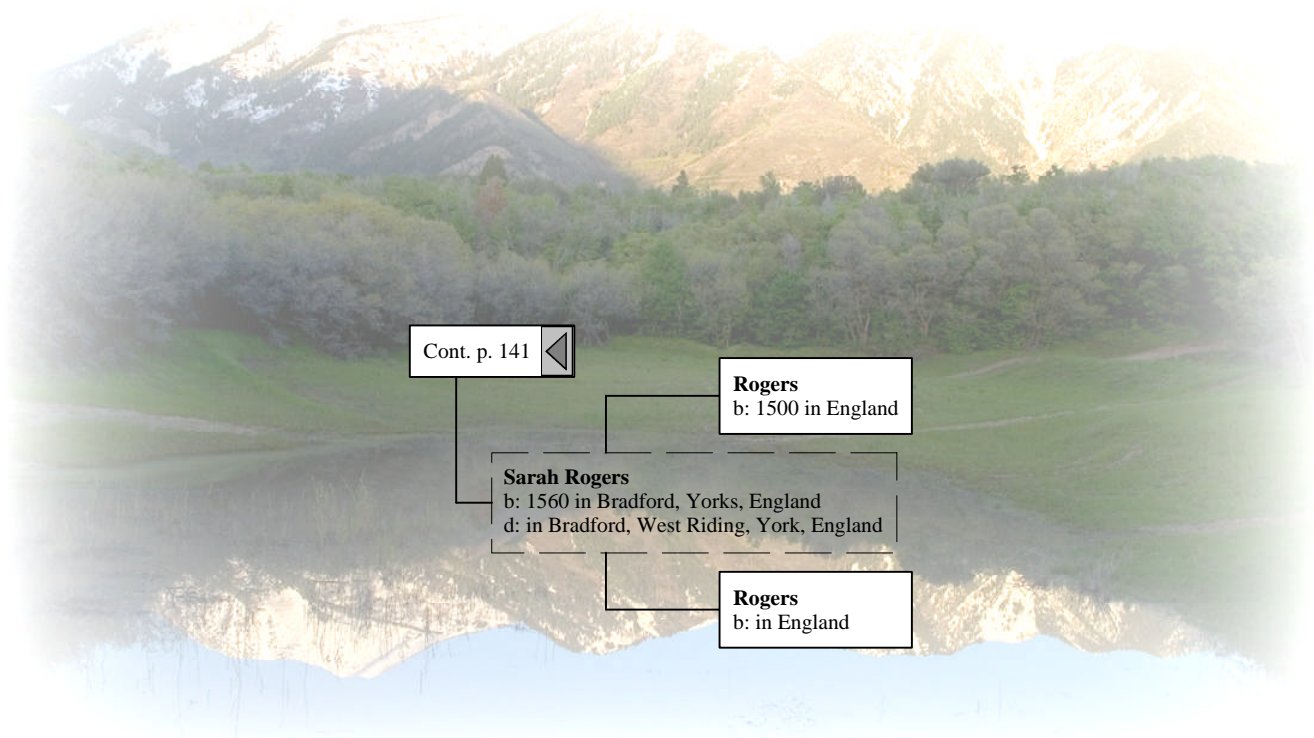 Cont. p. 141
Rogers
b: 1500 in England
Sarah Rogers
b: 1560 in Bradford, Yorks, England
d: in Bradford, West Riding, York, England
Rogers
b: in England